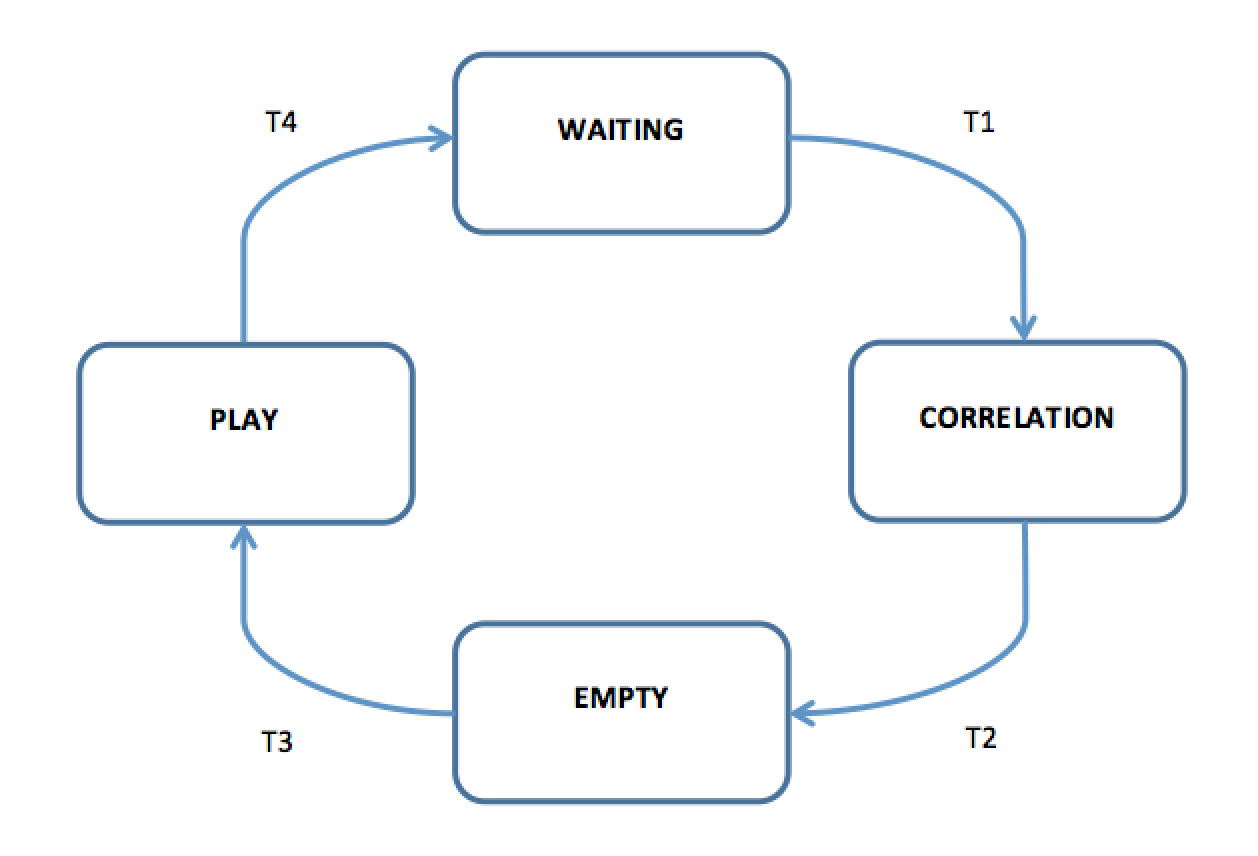 T4
WAITING
T1
PLAY
CORRELATION
EMPTY
T3
T2